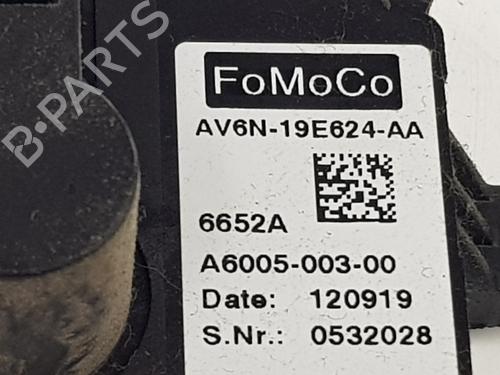 B-PARTS
FoMoCo
AV6N-19E624-AA
6652A
A6005-003-00
Date: 120919
S.Nr.: 0532028